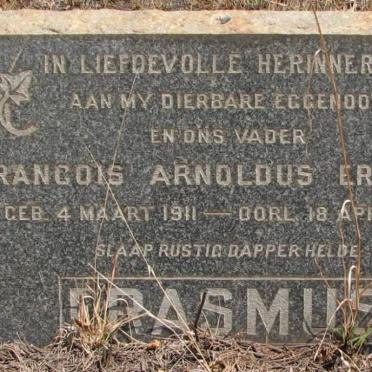 IN LIEFDEVOLLE HERINNER
AAN MY DIERBARE EGGENOO
EN ONS VADER
RANCOIS ARNOLDUS ER
GEB. 4 MAART 1911 — OORL. 18 AP
SLAAP RUSTIG DAPPER HELDE
ERASMUS